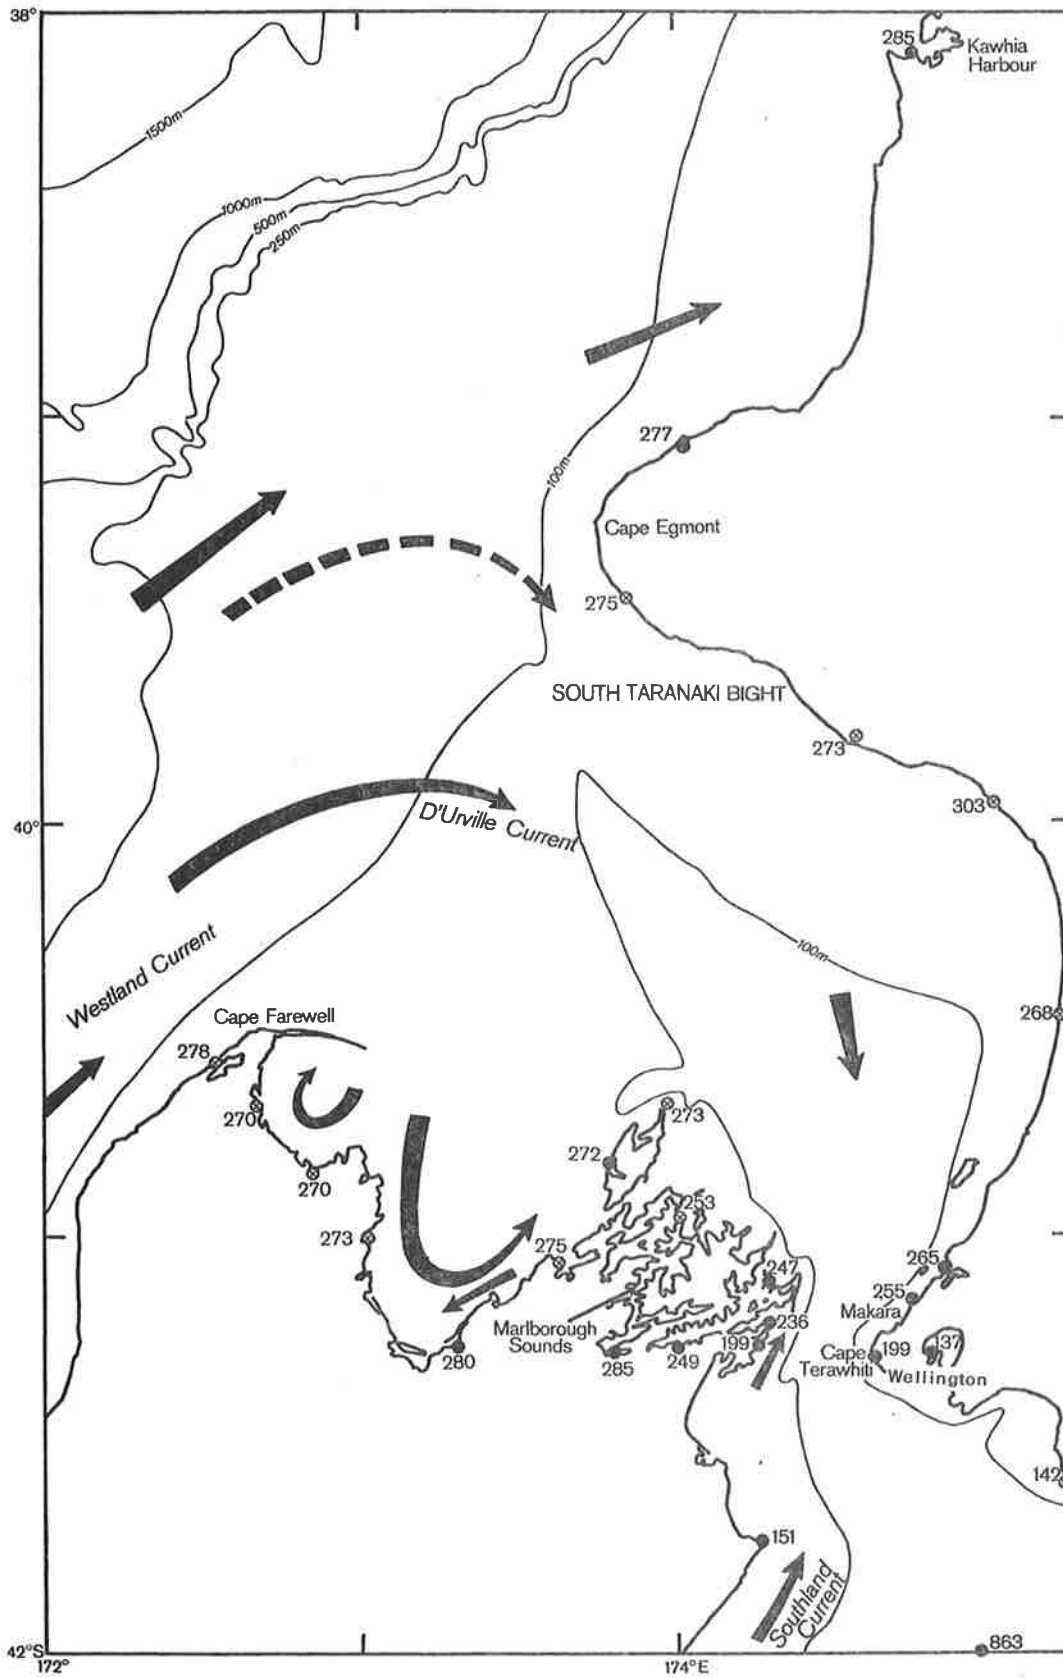 38°
285
Kawhia
Harbour
1500m
1000m
500m
250m
277
100m
Cape Egmont
275
SOUTH TARANAKI BIGHT
273
303
40°
D'Urville Current
100m
Westland Current
268
Cape Farewell
278
270
273
272
270
253
273
275
247
265
255
Makara
236
Marlborough
Sounds
280
285
249
199
Cape
Terawhiti
199
137
Wellington
142
151
Southland
Current
863
42°S
172°
174°E